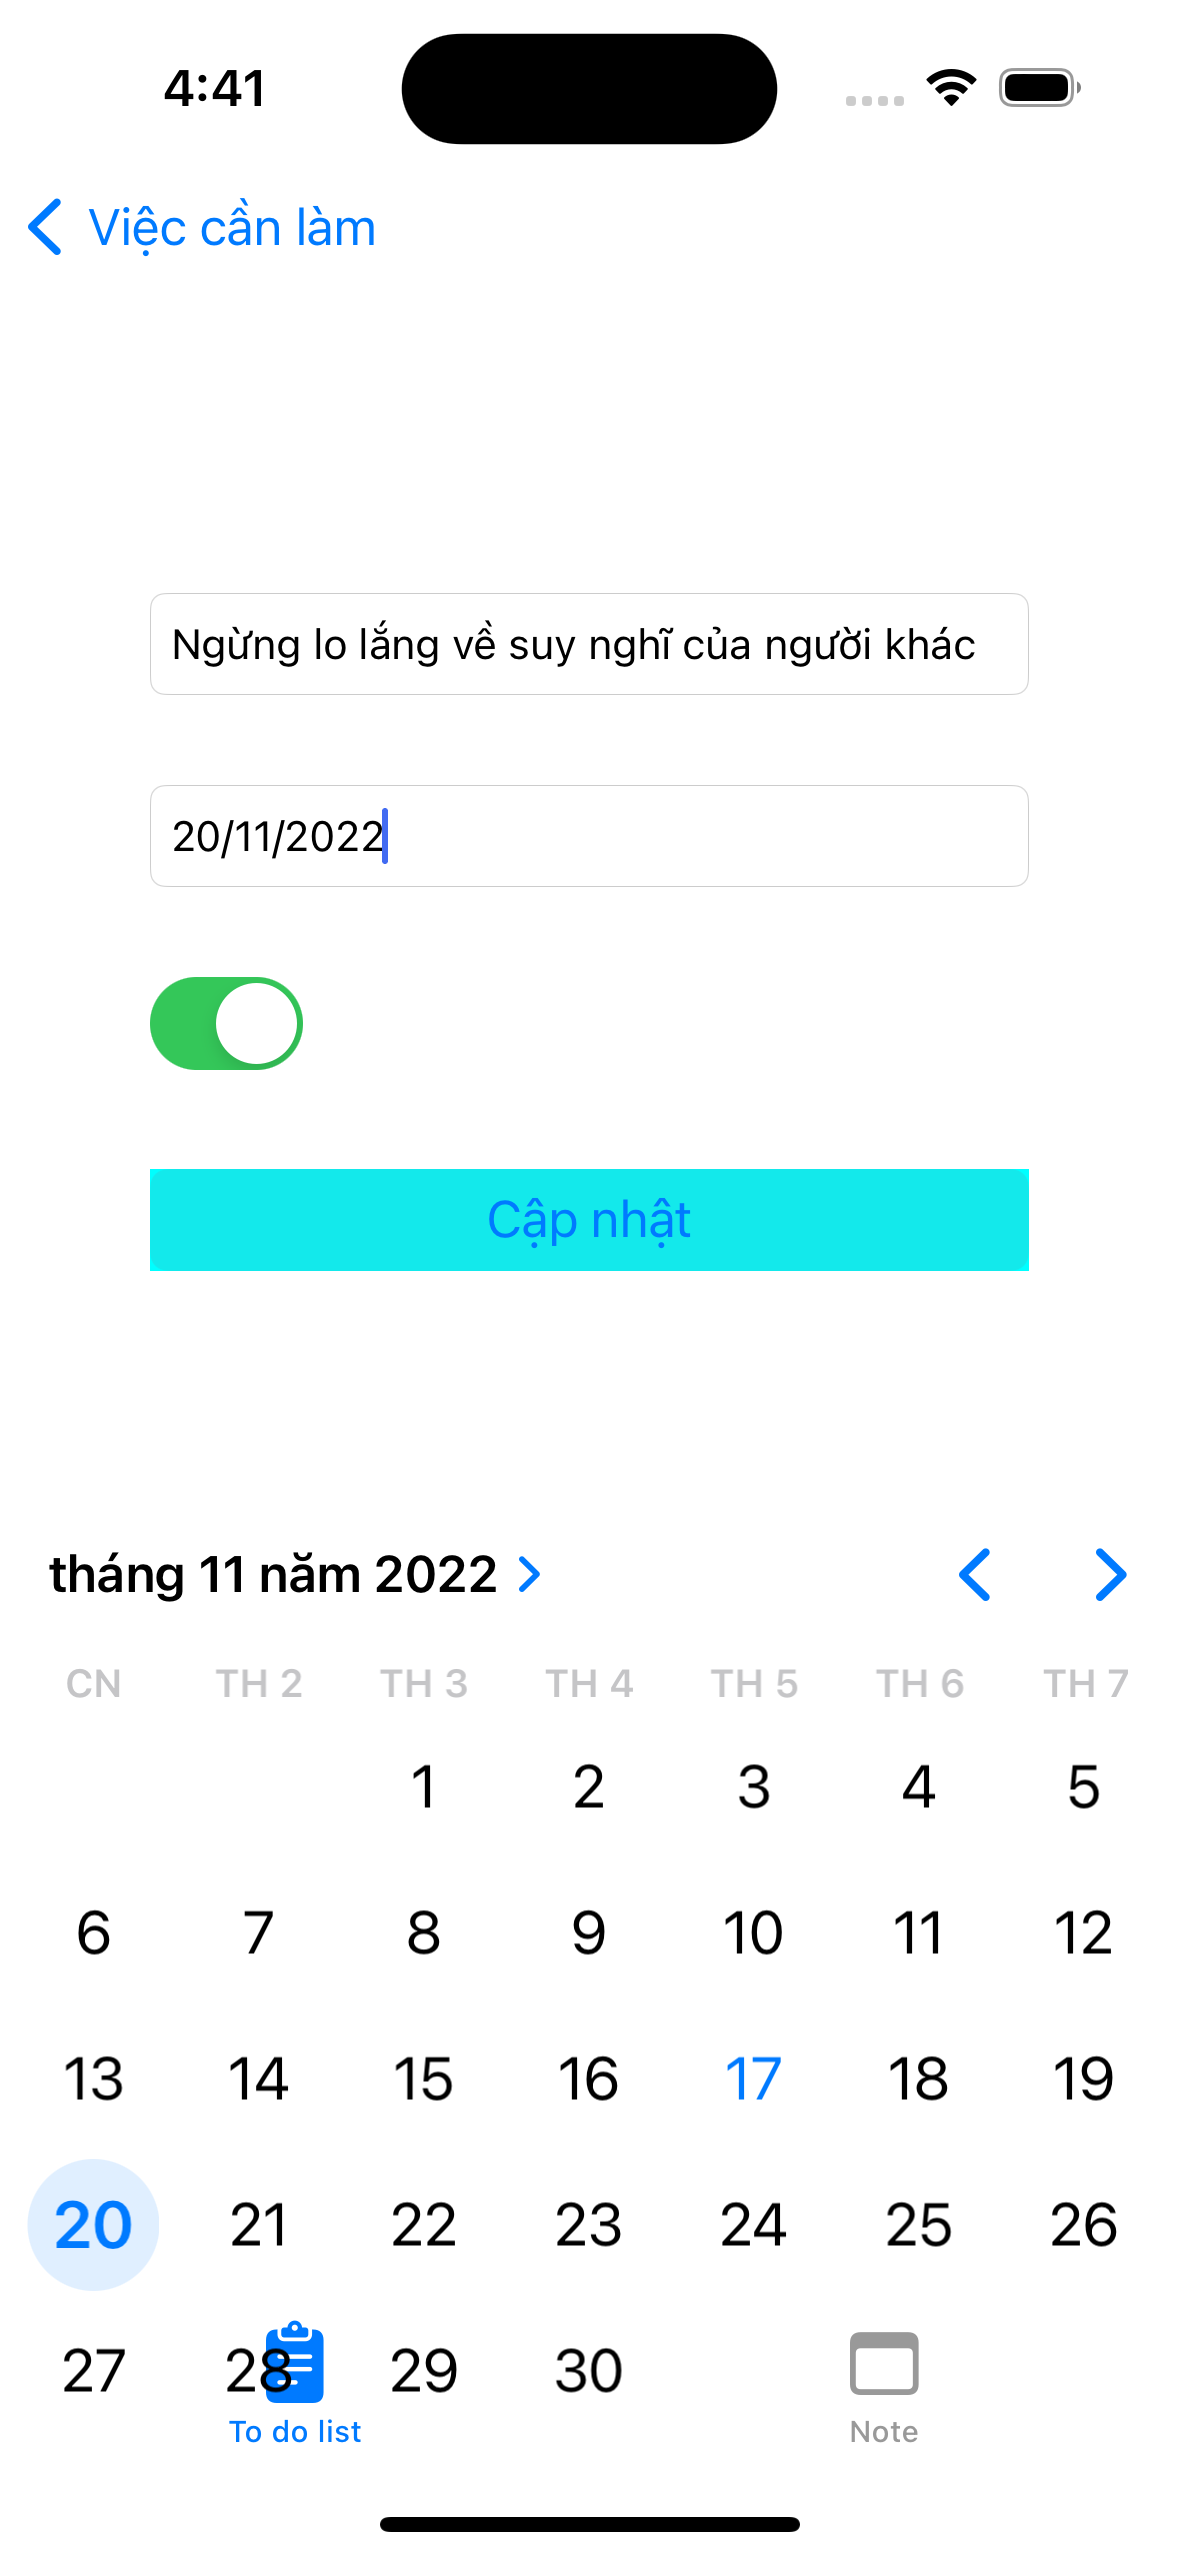 4:41
Việc cần làm
Ngừng lo lắng về suy nghĩ của người khác
20/11/2022
Cập nhật
tháng 11 năm 2022
CN TH 2 TH 3 TH 4 TH 5 TH 6 TH 7
1 2 3 4 5
6 7 8 9 10 11 12
13 14 15 16 17 18 19
20 21 22 23 24 25 26
27 28 29 30
To do list Note